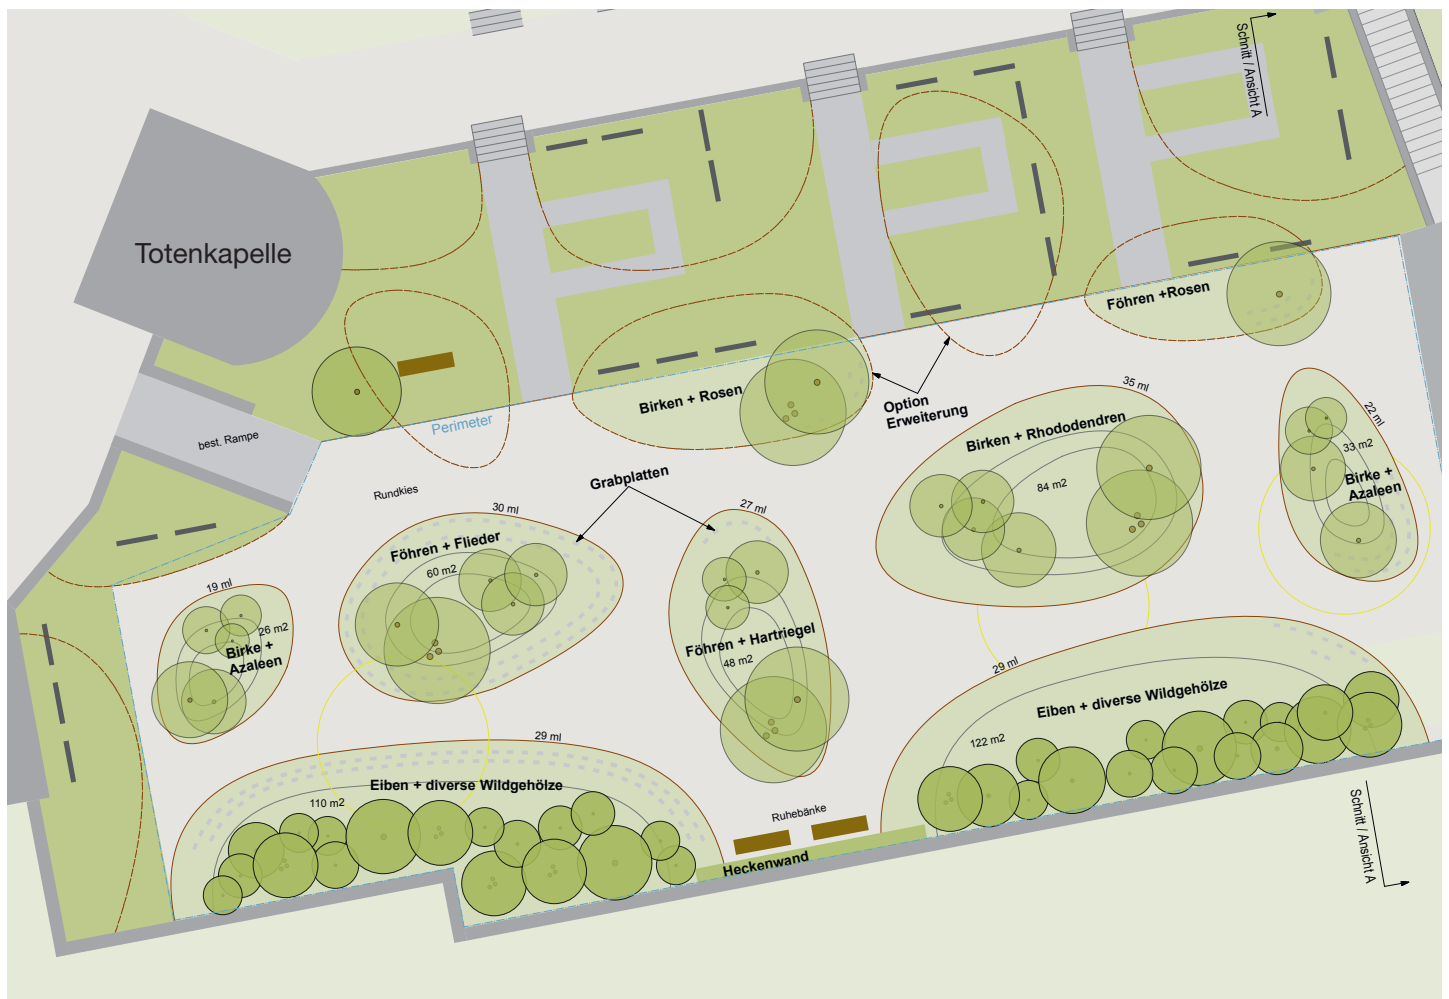 Schnitt / Ansicht A
Totenkapelle
Föhren +Rosen
best. Rampe
Perimeter
Birken + Rosen
Option
Erweiterung
35 ml
Birken + Rhododendren
84 m2
22 ml
33 m2
Birke +
Azaleen
Rundkies
Grabplatten
30 ml
Föhren + Flieder
60 m2
27 ml
Föhren + Hartriegel
48 m2
19 ml
26 m2
Birke +
Azaleen
29 ml
Eiben + diverse Wildgehölze
110 m2
29 ml
Eiben + diverse Wildgehölze
122 m2
Ruhebänke
Heckenwand
Schnitt / Ansicht A